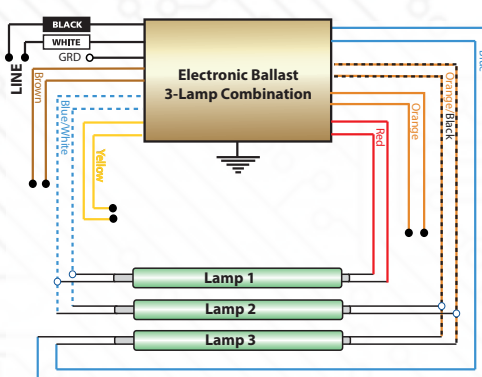 BLACK
WHITE
GRD
LINE
Brown
Blue/White
Yellow
Electronic Ballast
3-Lamp Combination
Red
Orange
Orange/Black
Blue
Lamp 1
Lamp 2
Lamp 3